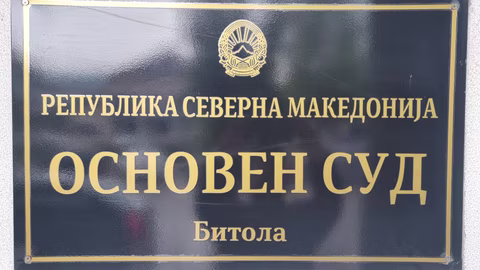 РЕПУБЛИКА СЕВЕРНА МАКЕДОНИЈА
ОСНОВЕН СУД
Битола